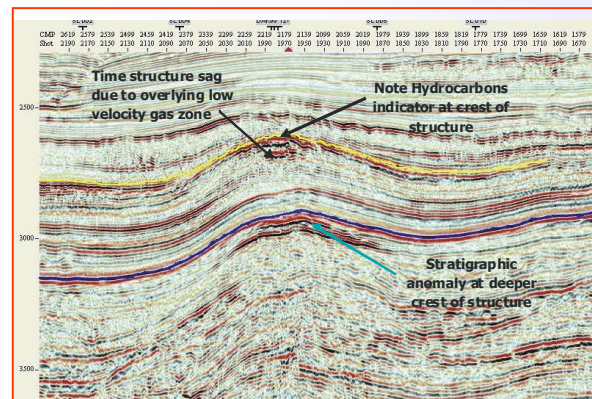 CMP 2619 2579 2539 2499 2459 2419 2379 2339 2299 2259 2219 2179 2139 2099 2059 2019 1979 1939 1899 1859 1819 1779 1739 1699 1659 1619 1579
Shot 2190 2170 2150 2130 2110 2090 2070 2050 2030 2010 1990 1970 1950 1930 1910 1890 1870 1850 1830 1810 1790 1770 1750 1730 1710 1690 1670
Time structure sag
due to overlying low
velocity gas zone
Note Hydrocarbons
indicator at crest of
structure
2500
3000
Stratigraphic
anomaly at deeper
crest of structure
3500